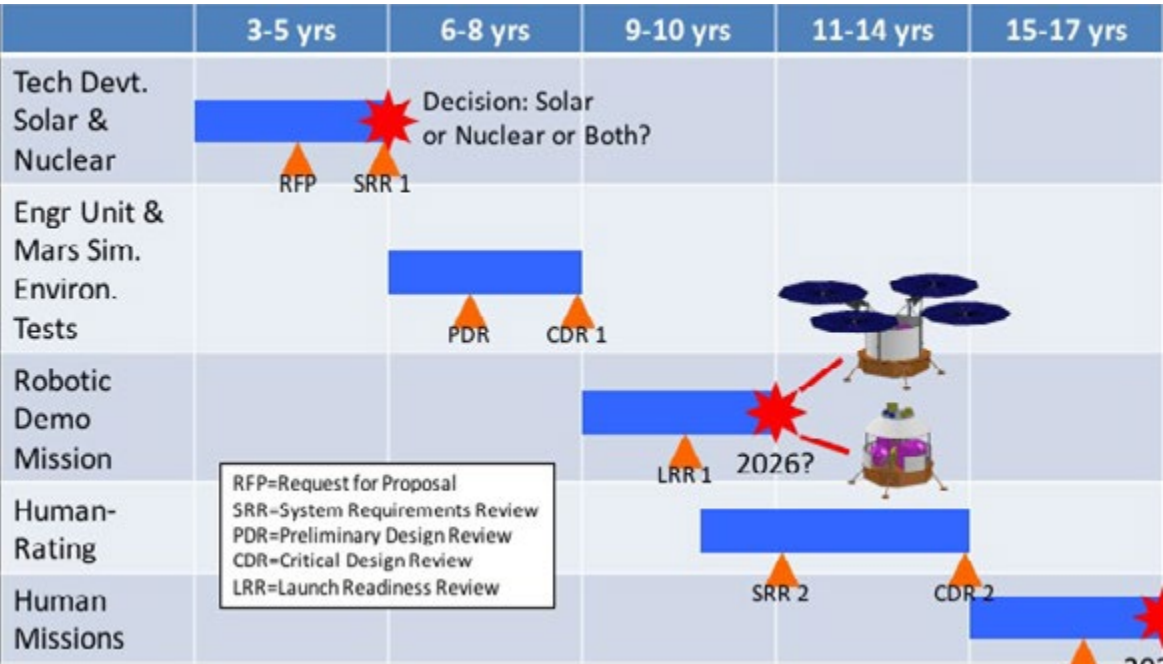 3-5 yrs
6-8 yrs
9-10 yrs
11-14 yrs
15-17 yrs
Tech Devt.
Solar &
Nuclear
Decision: Solar
or Nuclear or Both?
RFP
SRR 1
Engr Unit &
Mars Sim.
Environ.
Tests
PDR
CDR 1
Robotic
Demo
Mission
LRR 1
2026?
RFP=Request for Proposal
SRR=System Requirements Review
PDR=Preliminary Design Review
CDR=Critical Design Review
LRR=Launch Readiness Review
Human-
Rating
SRR 2
CDR 2
Human
Missions